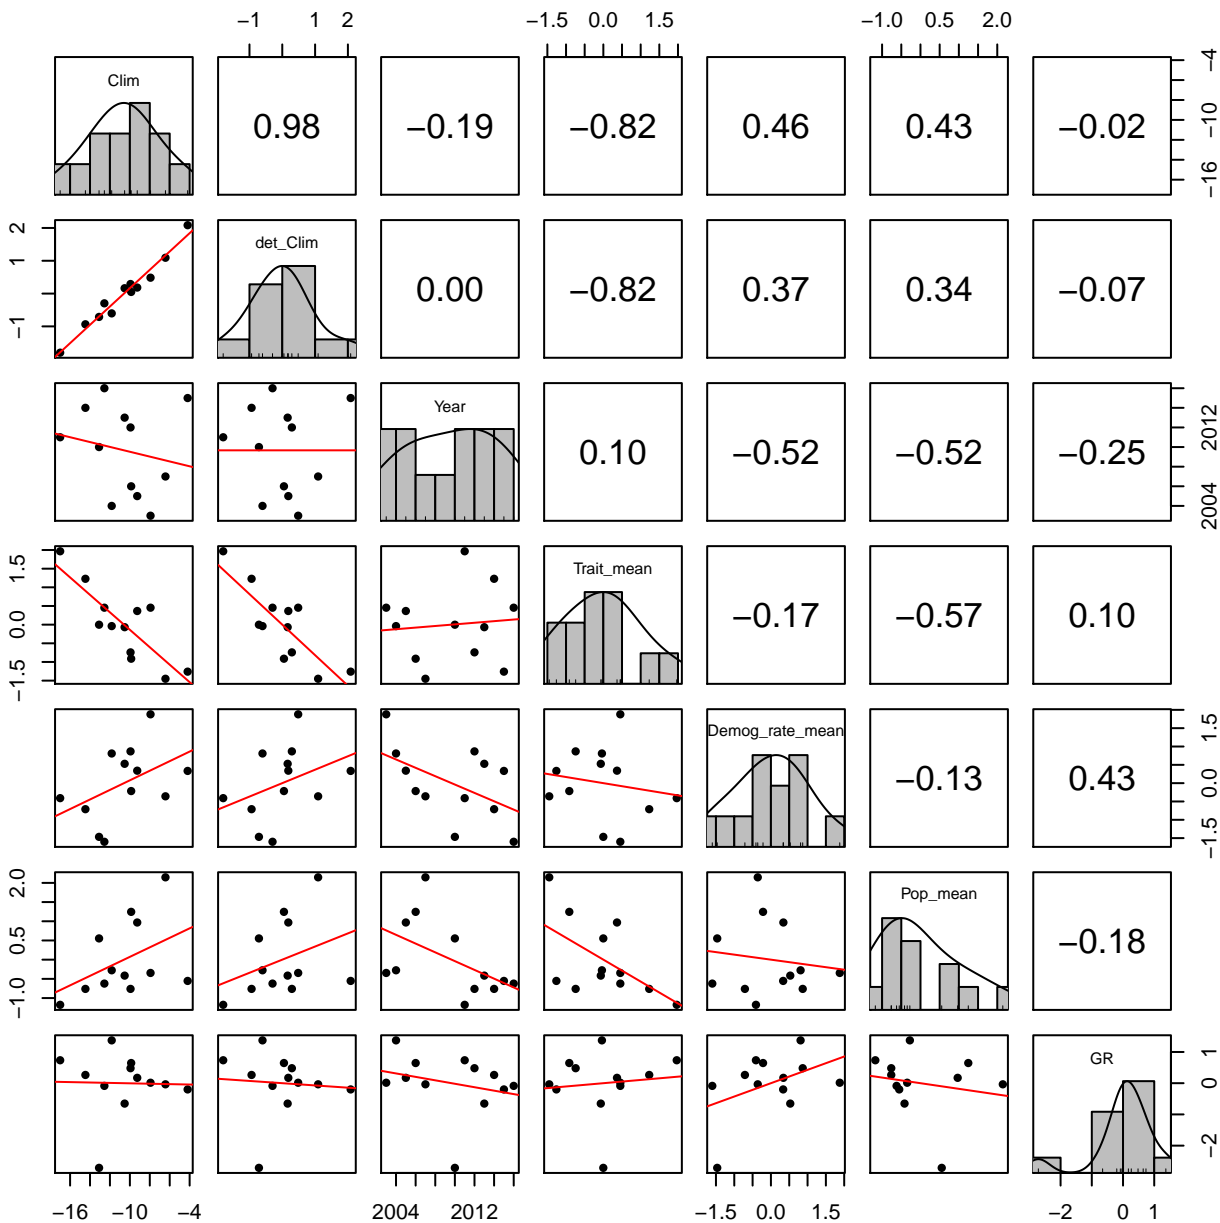 −1 1 2 −1.5 0.0 1.5 −1.0 0.5 2.0
Clim 0.98 −0.19 −0.82 0.46 0.43 −0.02 −16 −10 −4
2 1 −1 det_Clim 0.00 −0.82 0.37 0.34 −0.07
Year 0.10 −0.52 −0.52 −0.25 2004 2012
1.5 0.0 −1.5 Trait_mean −0.17 −0.57 0.10
Demog_rate_mean −0.13 0.43 −1.5 0.0 1.5
2.0 0.5 −1.0 Pop_mean −0.18
GR 1 0 −2
−16 −10 −4 2004 2012 −1.5 0.0 1.5 −2 0 1